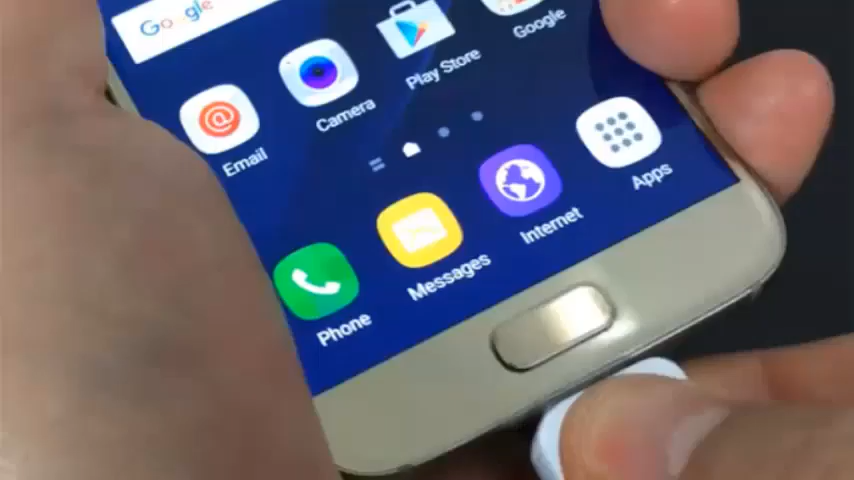 Google
Email
Camera
Play Store
Google
Phone
Messages
Internet
Apps